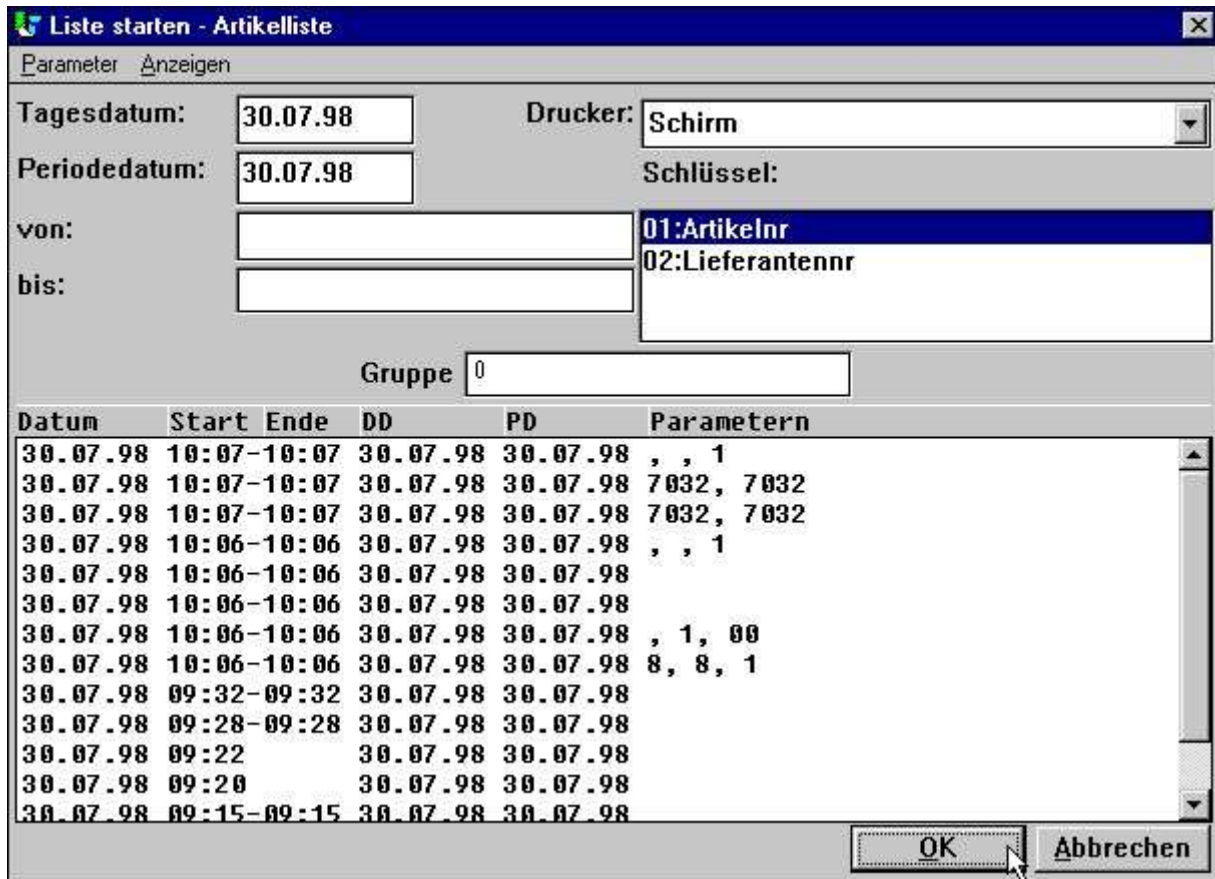 Liste starten - Artikelliste
Parameter Anzeigen
Tagesdatum: 30.07.98 Drucker: Schirm
Periodedatum: 30.07.98 Schlüssel:
von: 01:Artikelnr
02:Lieferantennr
bis:
Gruppe 0
Datum Start Ende DD PD Parametern
30.07.98 10:07-10:07 30.07.98 30.07.98 , , 1
30.07.98 10:07-10:07 30.07.98 30.07.98 7032, 7032
30.07.98 10:07-10:07 30.07.98 30.07.98 7032, 7032
30.07.98 10:06-10:06 30.07.98 30.07.98 , , 1
30.07.98 10:06-10:06 30.07.98 30.07.98
30.07.98 10:06-10:06 30.07.98 30.07.98
30.07.98 10:06-10:06 30.07.98 30.07.98 , 1, 00
30.07.98 10:06-10:06 30.07.98 30.07.98 8, 8, 1
30.07.98 09:32-09:32 30.07.98 30.07.98
30.07.98 09:28-09:28 30.07.98 30.07.98
30.07.98 09:22 30.07.98 30.07.98
30.07.98 09:20 30.07.98 30.07.98
30.07.98 09:15-09:15 30.07.98 30.07.98
OK Abbrechen